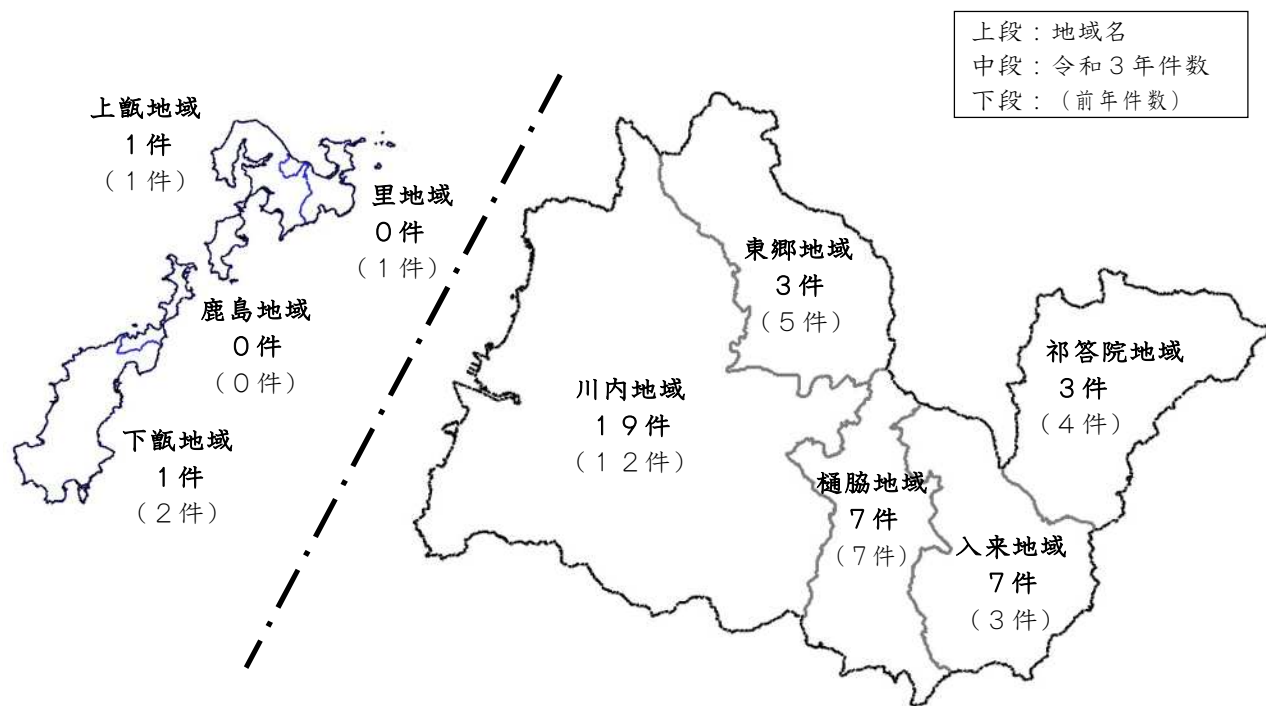 上段：地域名
中段：令和３年件数
下段：（前年件数）
上甑地域
１件
（１件）
里地域
０件
（１件）
鹿島地域
０件
（０件）
下甑地域
１件
（２件）
東郷地域
３件
（５件）
祁答院地域
３件
（４件）
川内地域
１９件
（１２件）
樋脇地域
７件
（７件）
入来地域
７件
（３件）